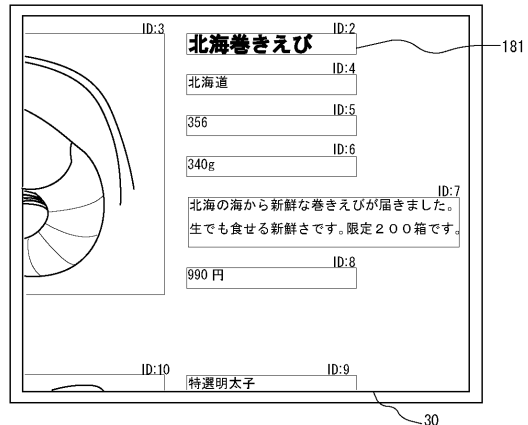 ID:3
ID:2
北海巻きえび
181
ID:4
北海道
ID:5
356
ID:6
340g
ID:7
北海の海から新鮮な巻きえびが届きました。
生でも食せる新鮮さです。限定２００箱です。
ID:8
990 円
ID:10
ID:9
特選明太子
30